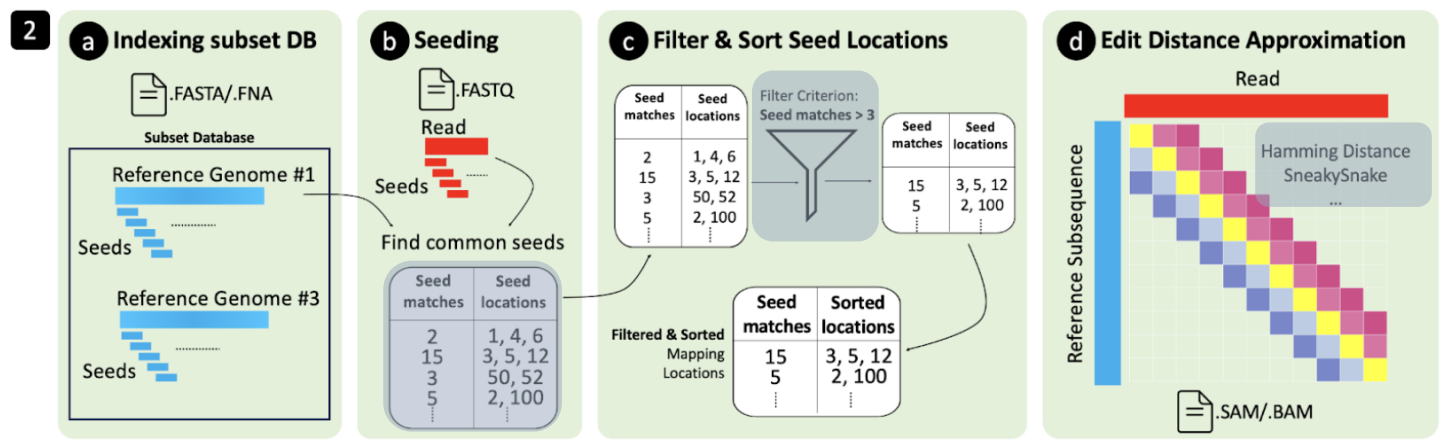 2
a Indexing subset DB
.FASTA/.FNA
Subset Database
Reference Genome #1
Seeds
Reference Genome #3
Seeds
b Seeding
.FASTQ
Read
Seeds
Find common seeds
Seed matches Seed locations
2 1, 4, 6
15 3, 5, 12
3 50, 52
5 2, 100
c Filter & Sort Seed Locations
Seed matches Seed locations
2 1, 4, 6
15 3, 5, 12
3 50, 52
5 2, 100
Filter Criterion:
Seed matches > 3
Seed matches Seed locations
15 3, 5, 12
5 2, 100
Filtered & Sorted
Mapping
Locations
Seed matches Sorted locations
15 3, 5, 12
5 2, 100
d Edit Distance Approximation
Read
Reference Subsequence
Hamming Distance
SneakySnake
...
.SAM/.BAM